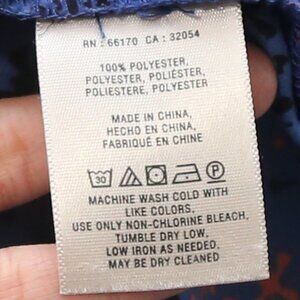 RN : 66170 CA : 32054
100% POLYESTER,
POLYESTER, POLIÉSTER,
POLIESTERE, POLYESTER
MADE IN CHINA,
HECHO EN CHINA,
FABRIQUÉ EN CHINE
30 P
MACHINE WASH COLD WITH
LIKE COLORS,
USE ONLY NON-CHLORINE BLEACH,
TUMBLE DRY LOW,
LOW IRON AS NEEDED,
MAY BE DRY CLEANED